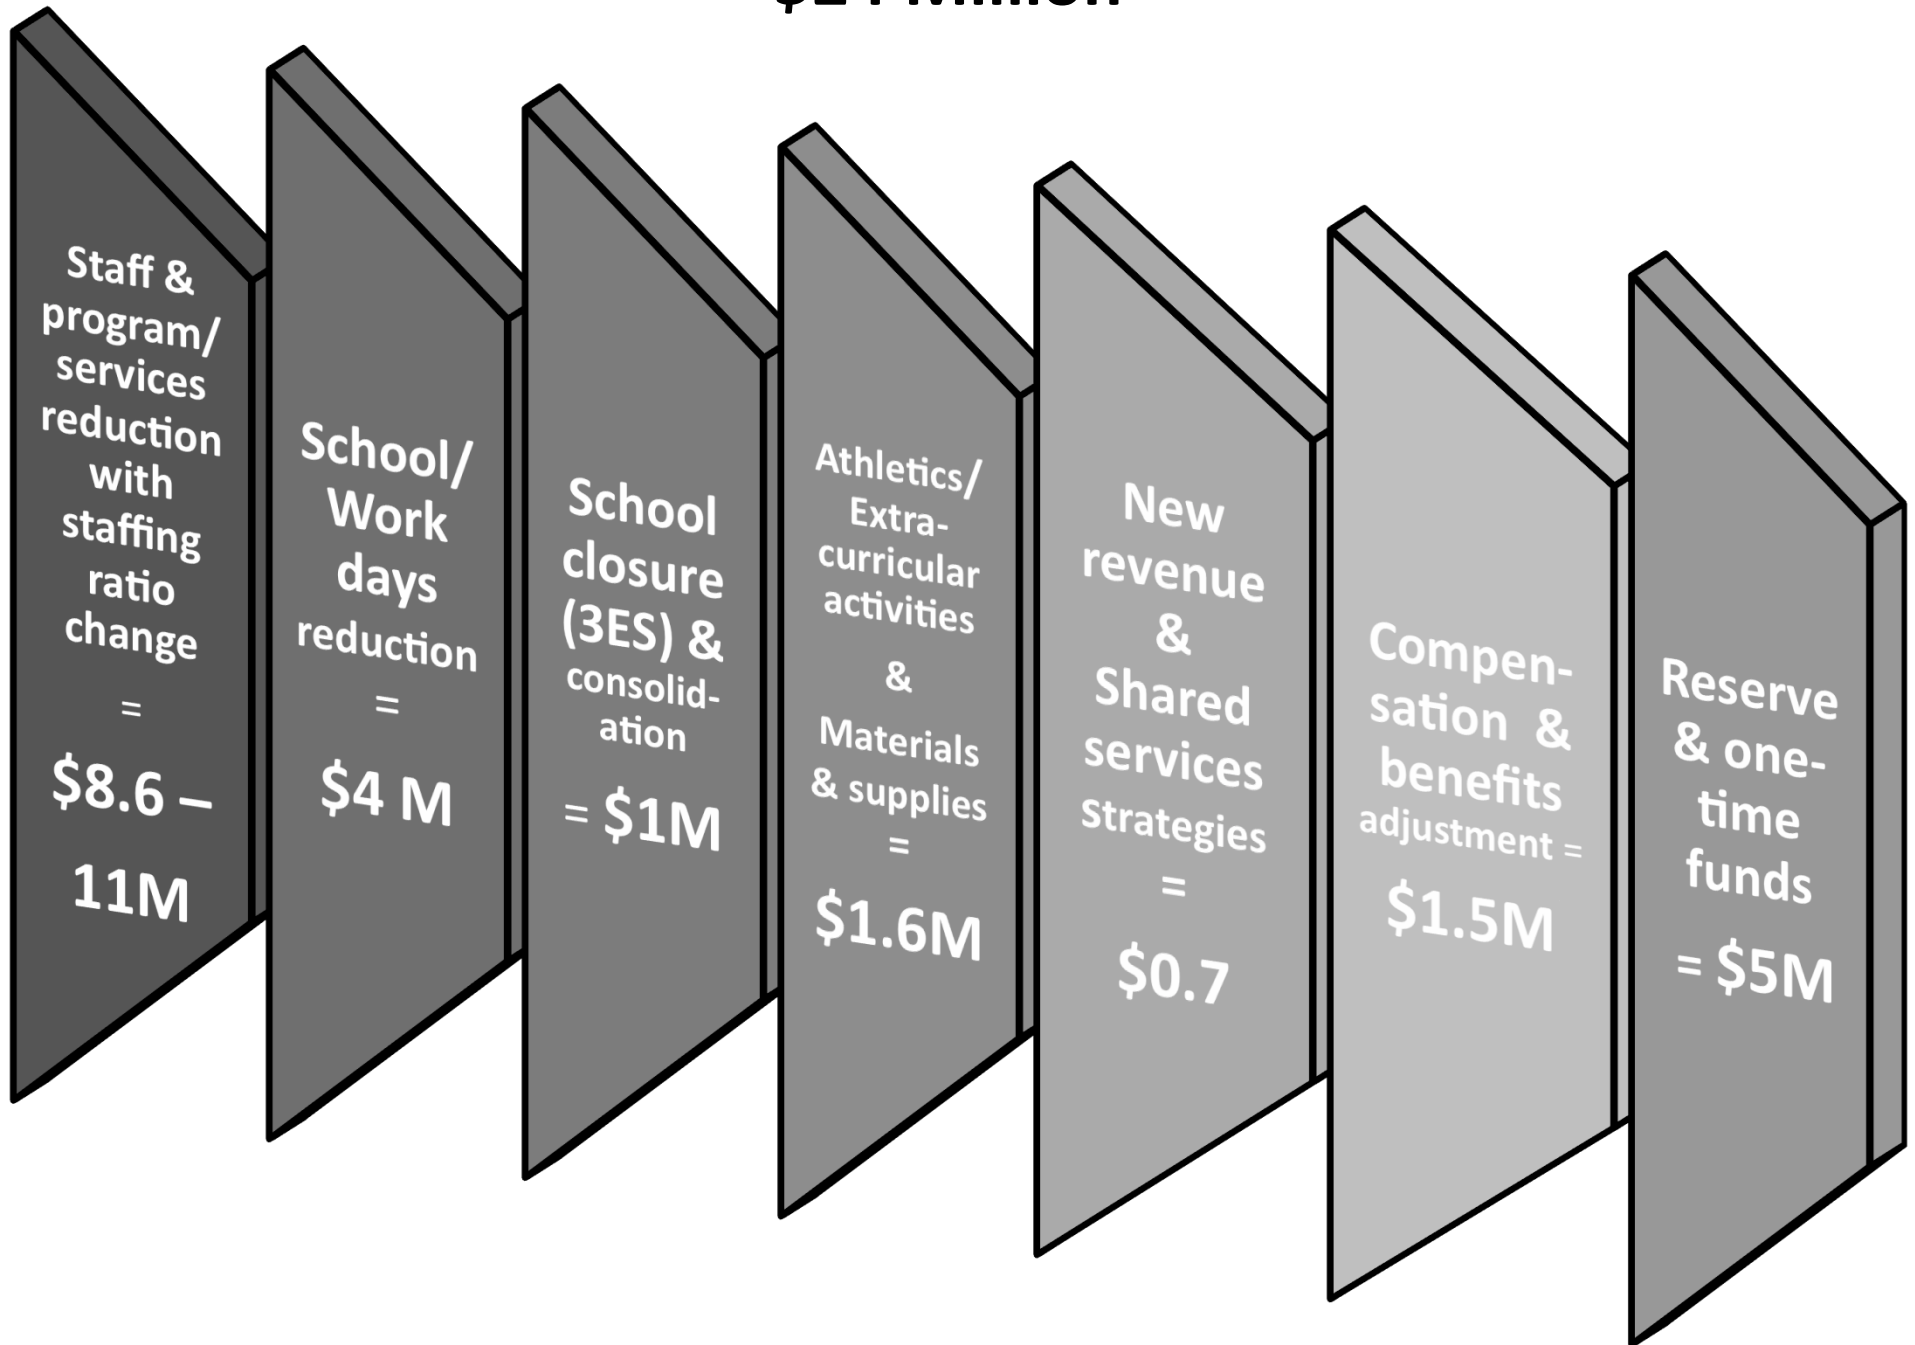 Million
Staff &
program/
services
reduction
with
staffing
ratio
change
=
$8.6 –
11M
School/
Work
days
reduction
=
$4 M
School
closure
(3ES) &
consolid-
ation
= $1M
Athletics/
Extra-
curricular
activities
&
Materials
& supplies
=
$1.6M
New
revenue
&
Shared
services
Strategies
=
$0.7
Compen-
sation &
benefits
adjustment =
$1.5M
Reserve
& one-
time
funds
= $5M